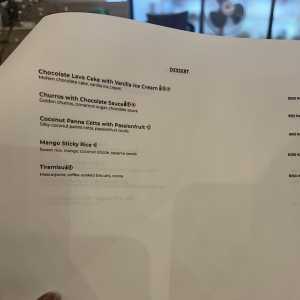 DESSERT
Chocolate Lava Cake with Vanilla Ice Cream
Molten chocolate cake, vanilla ice cream
Churros with Chocolate Sauce
Golden churros, cinnamon sugar, chocolate sauce
Coconut Panna Cotta with Passionfruit
Silky coconut panna cotta, passionfruit coulis
Mango Sticky Rice
Sweet rice, mango, coconut drizzle, sesame seeds
Tiramisu
Mascarpone, coffee-soaked biscuits, cocoa